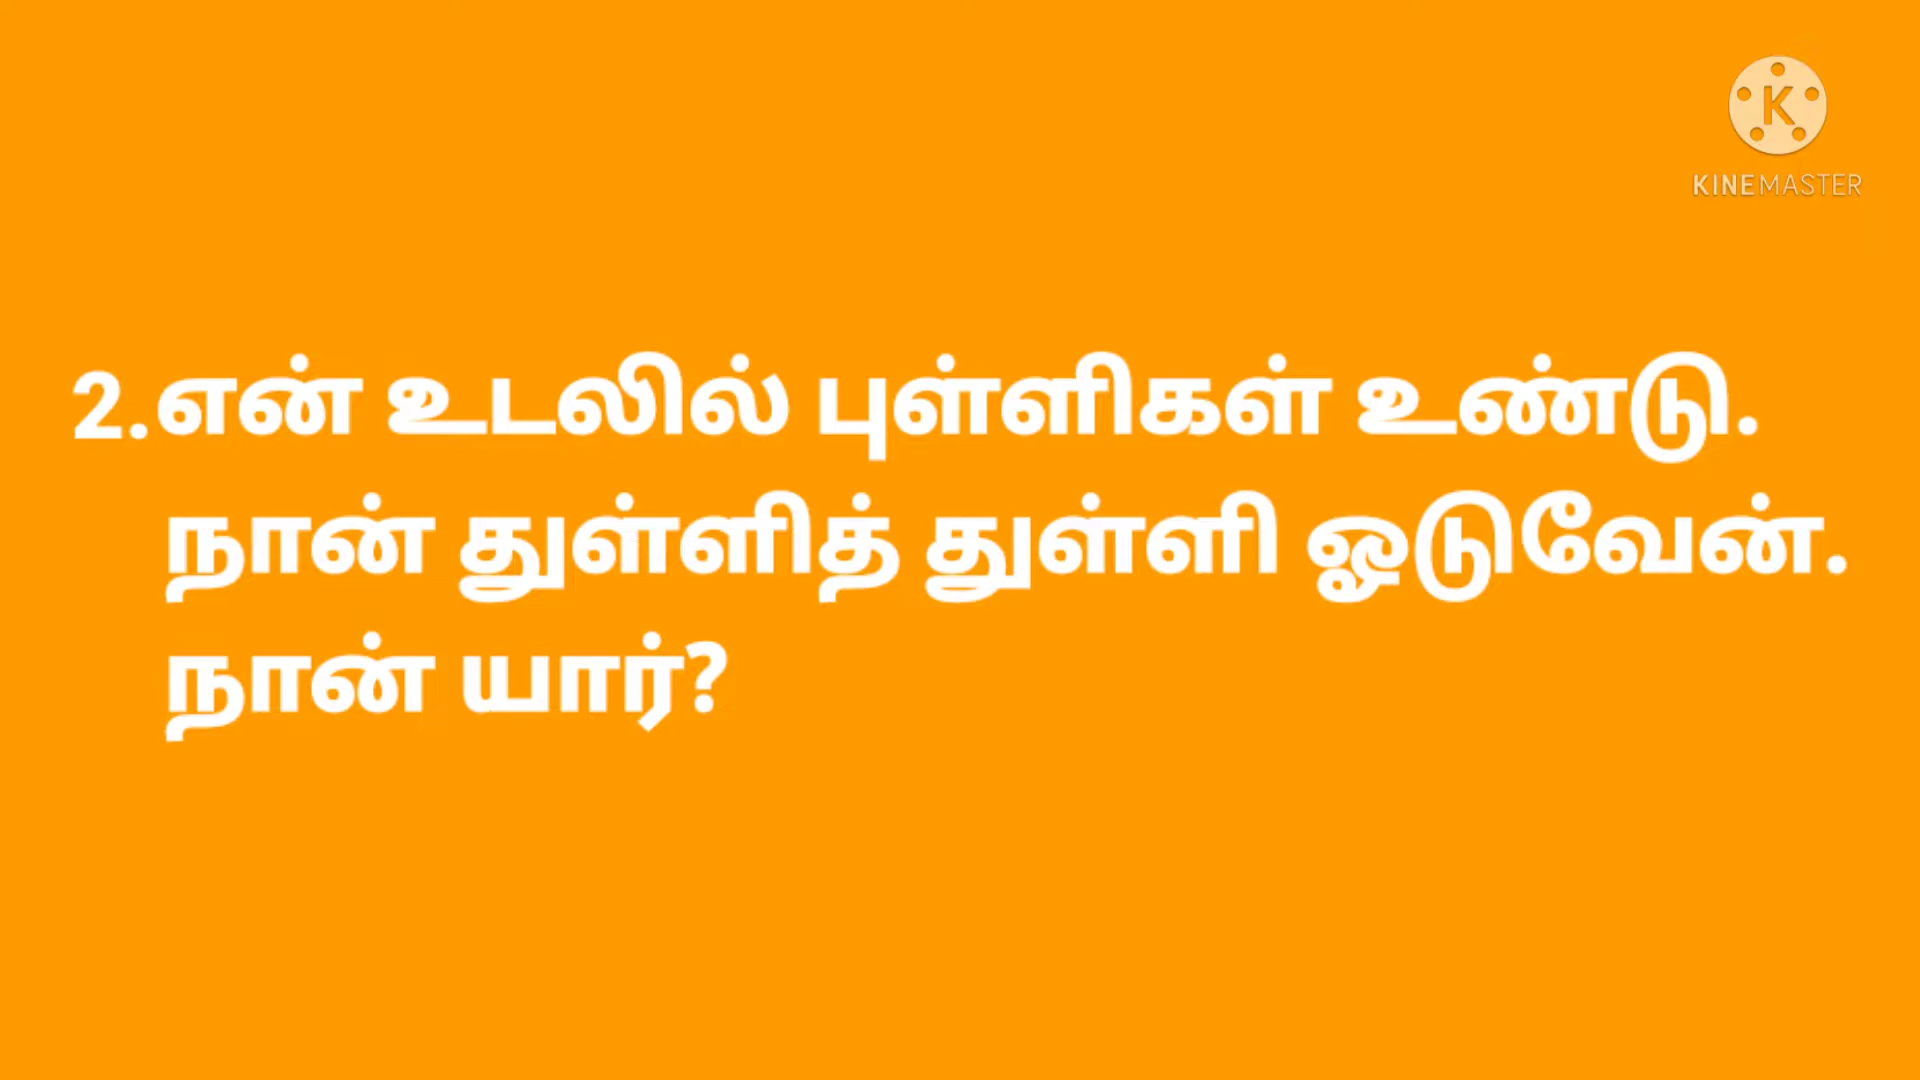 K
KINEMASTER
2.என் உடலில் புள்ளிகள் உண்டு.
நான் துள்ளித் துள்ளி ஓடுவேன்.
நான் யார்?